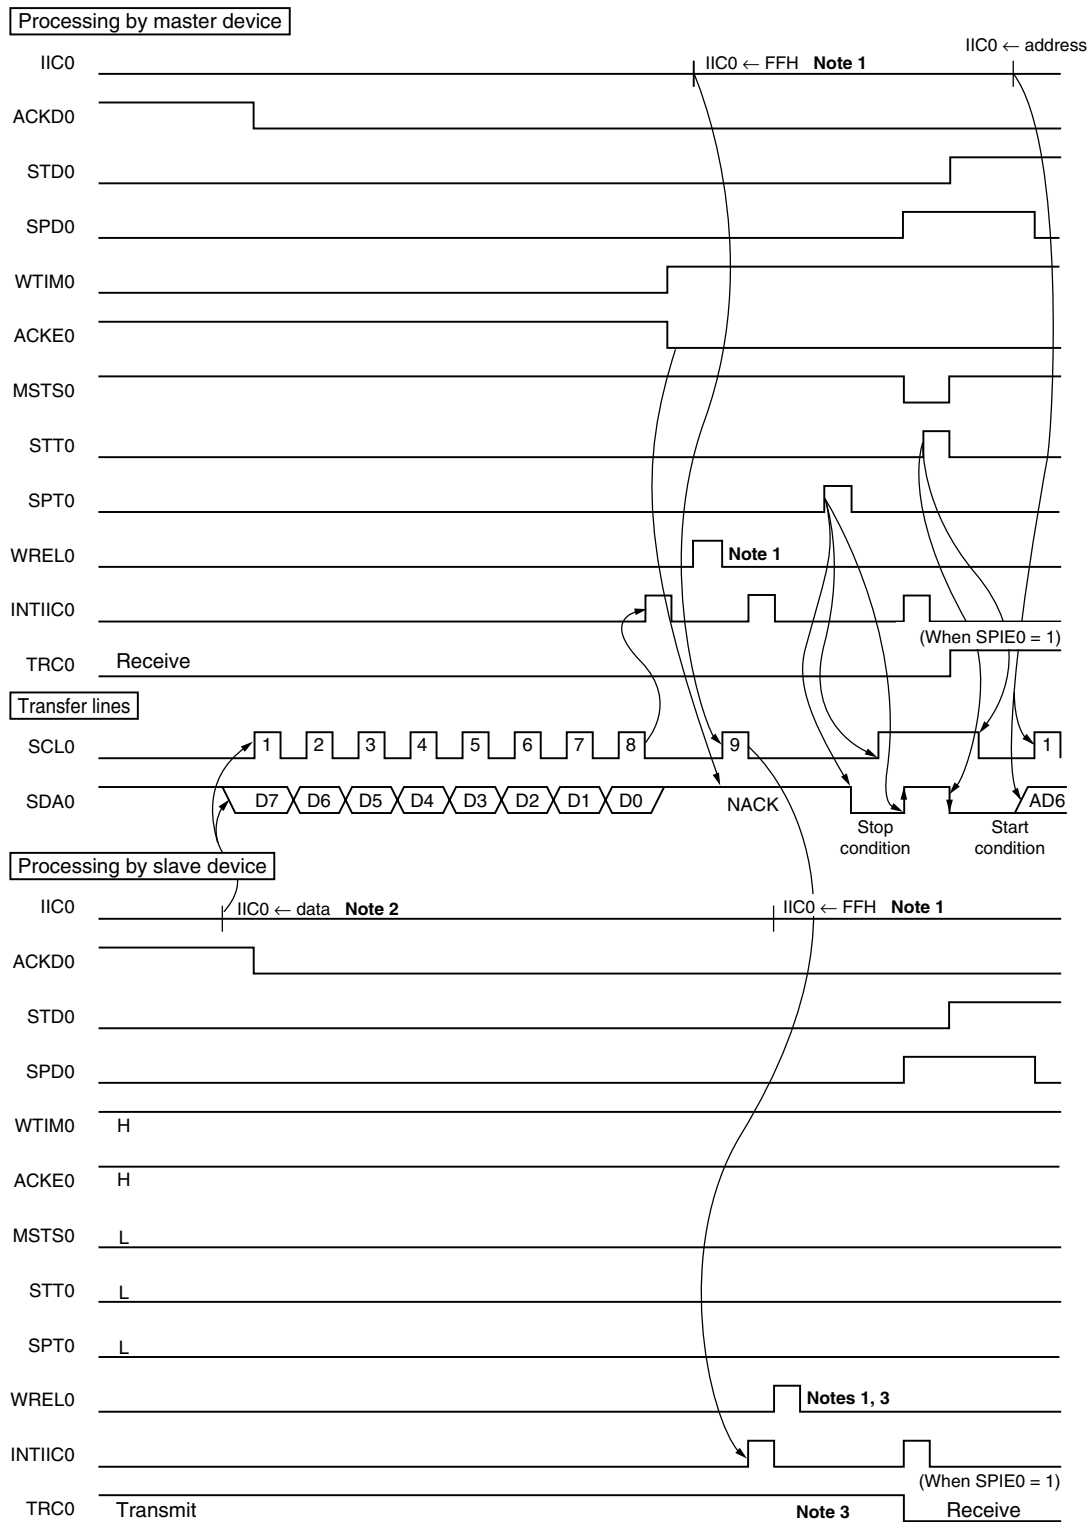 Processing by master device
IIC0 ← address
IIC0 IIC0 ← FFH Note 1
ACKD0
STD0
SPD0
WTIM0
ACKE0
MSTS0
STT0
SPT0
WREL0 Note 1
INTIIC0
(When SPIE0 = 1)
TRC0 Receive
Transfer lines
SCL0 1 2 3 4 5 6 7 8 9 1
SDA0 D7 D6 D5 D4 D3 D2 D1 D0 NACK AD6
Stop condition
Start condition
Processing by slave device
IIC0 IIC0 ← data Note 2 IIC0 ← FFH Note 1
ACKD0
STD0
SPD0
WTIM0 H
ACKE0 H
MSTS0 L
STT0 L
SPT0 L
WREL0 Notes 1, 3
INTIIC0
(When SPIE0 = 1)
TRC0 Transmit Note 3 Receive